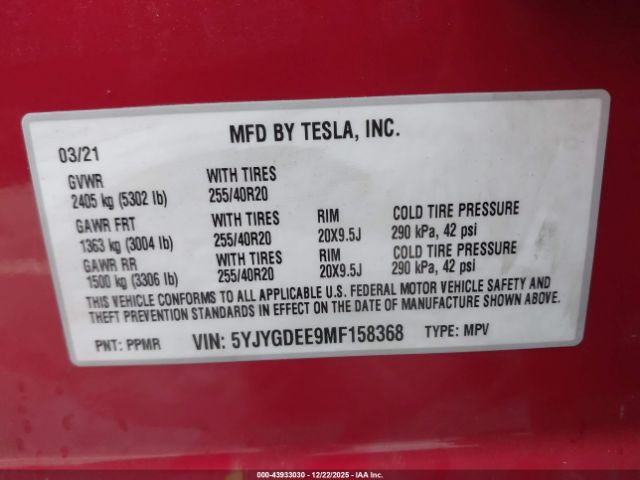 MFD BY TESLA, INC.
03/21
GVWR WITH TIRES
2405 kg (5302 lb) 255/40R20
GAWR FRT WITH TIRES RIM COLD TIRE PRESSURE
1363 kg (3004 lb) 255/40R20 20X9.5J 290 kPa, 42 psi
GAWR RR WITH TIRES RIM COLD TIRE PRESSURE
1500 kg (3306 lb) 255/40R20 20X9.5J 290 kPa, 42 psi
THIS VEHICLE CONFORMS TO ALL APPLICABLE U.S. FEDERAL MOTOR VEHICLE SAFETY AND
THEFT PREVENTION STANDARDS IN EFFECT ON THE DATE OF MANUFACTURE SHOWN ABOVE.
PNT: PPMR VIN: 5YJYGDEE9MF158368 TYPE: MPV
000-43933030 - 12/22/2025 - IAA Inc.